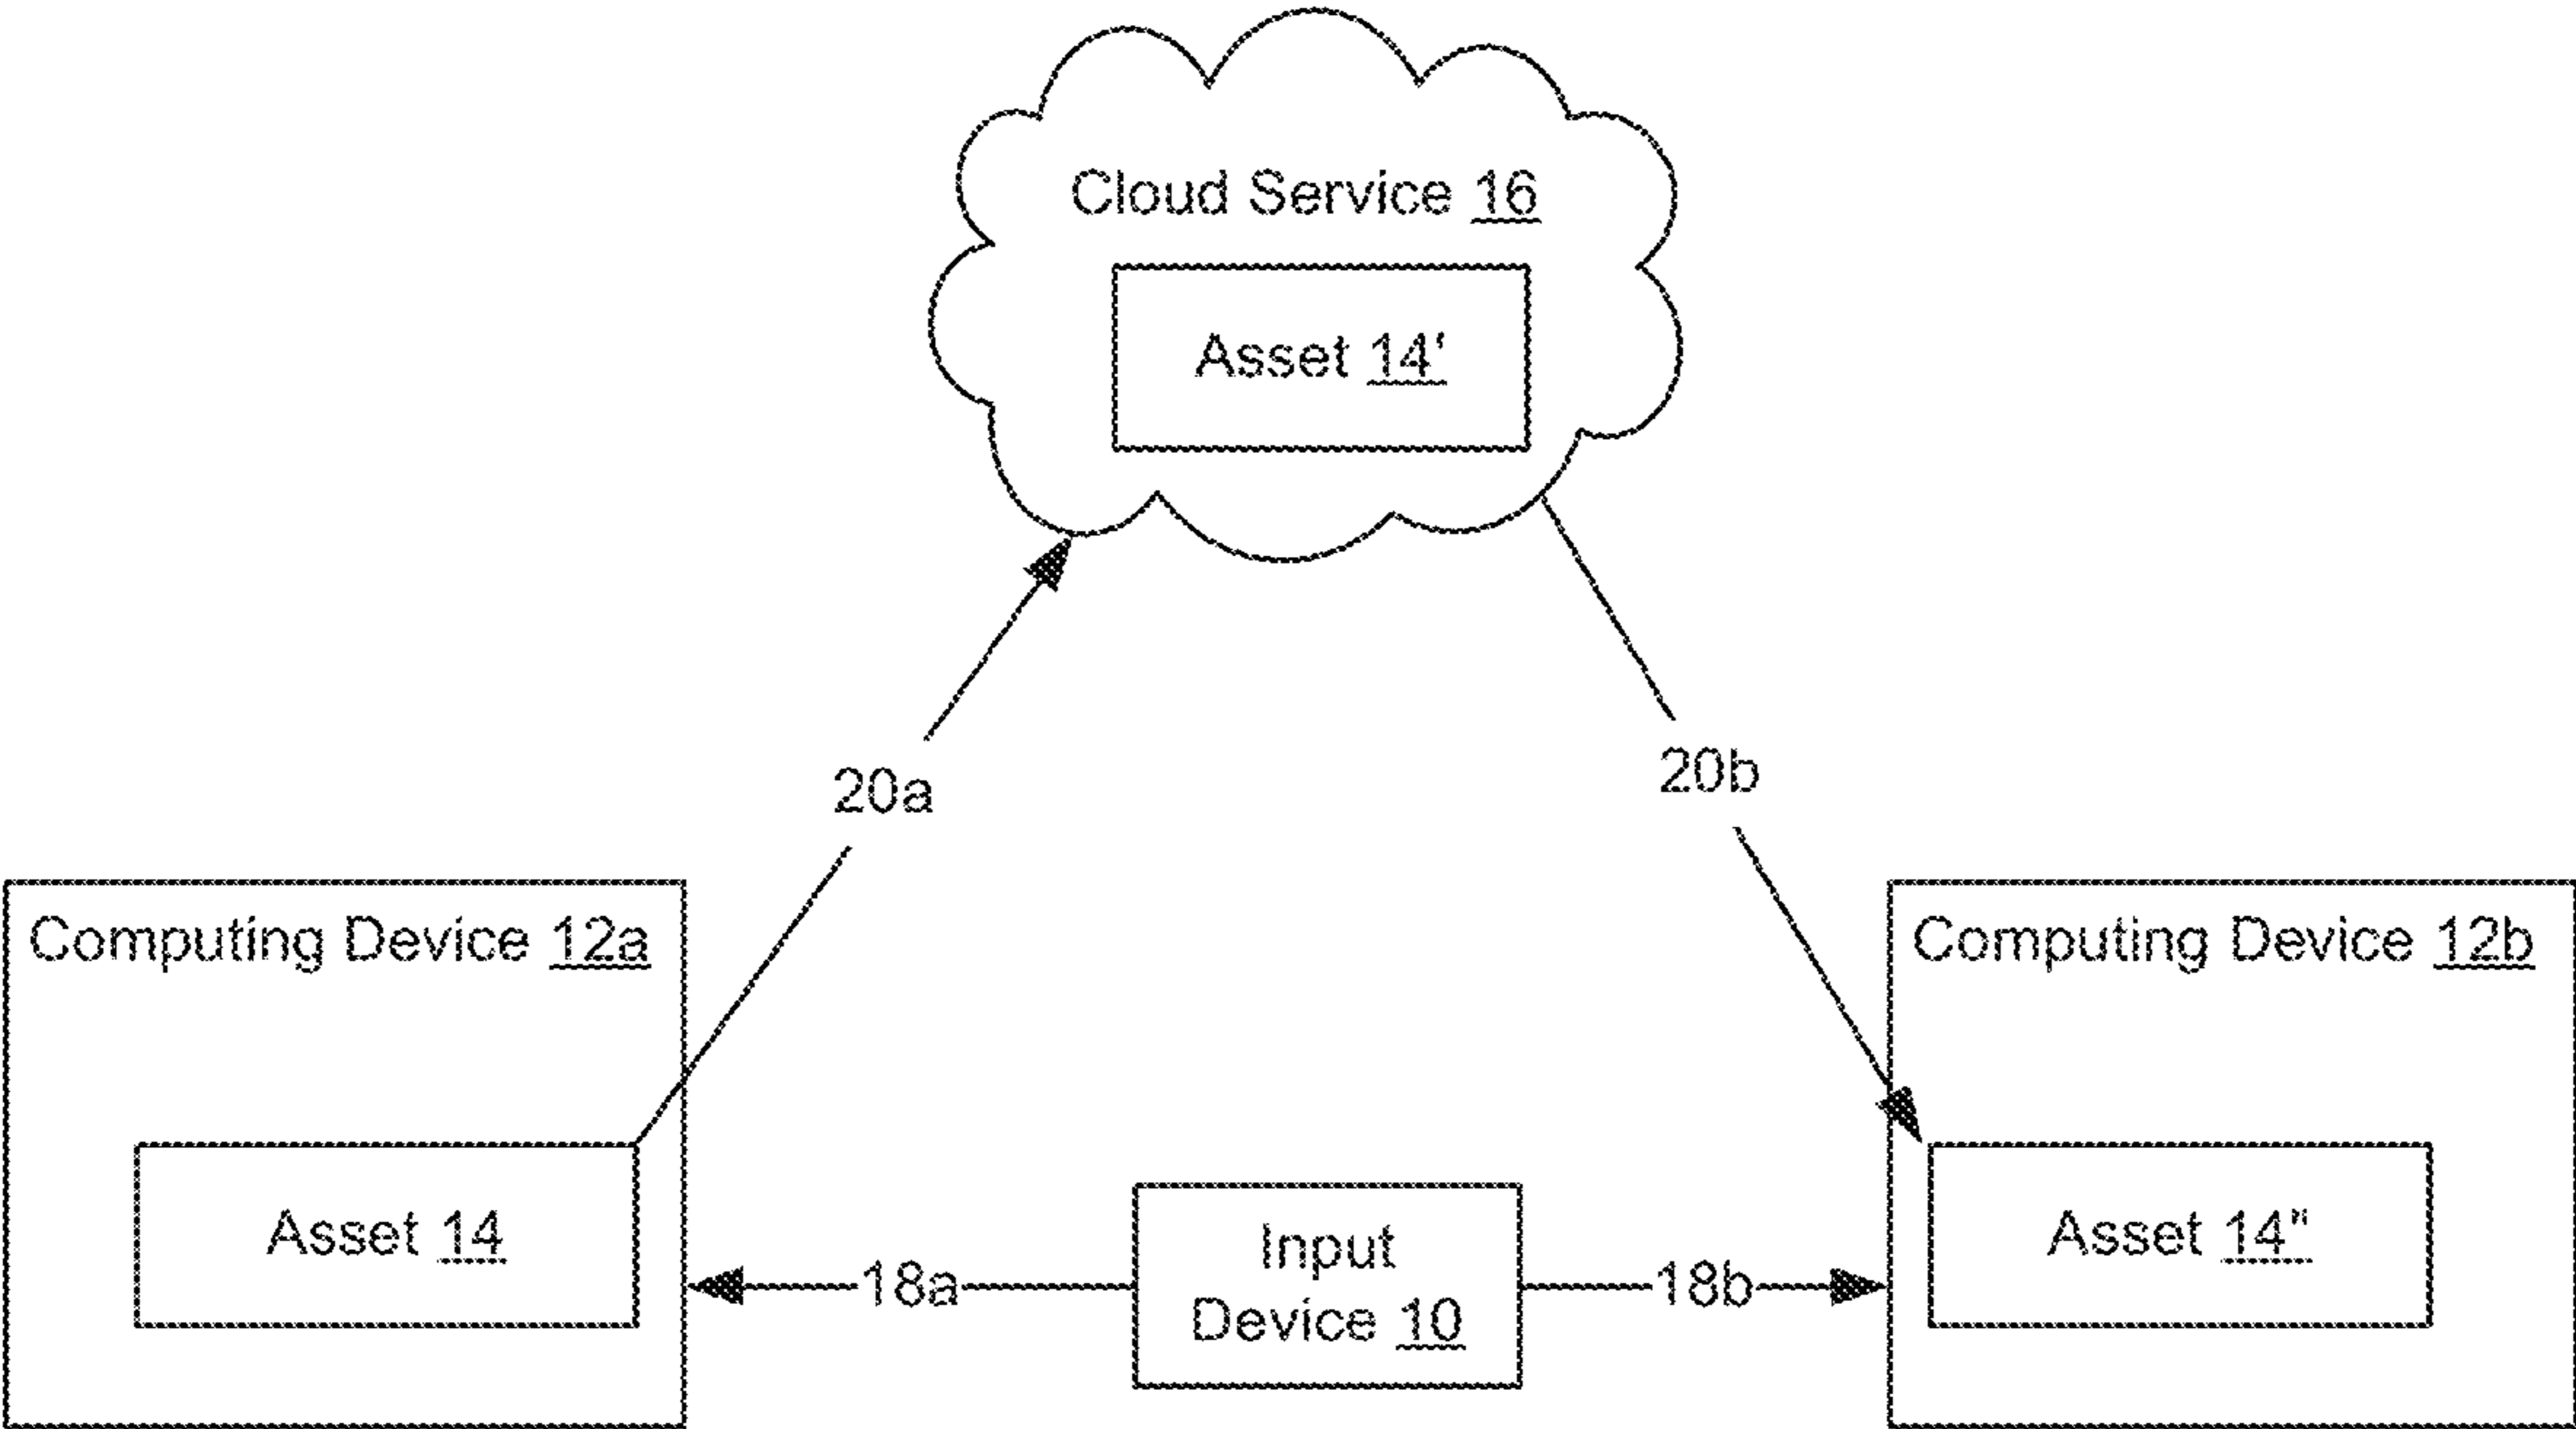 Cloud Service 16
Asset 14'
20a
20b
Computing Device 12a
Computing Device 12b
Asset 14
18a
Input
Device 10
18b
Asset 14"